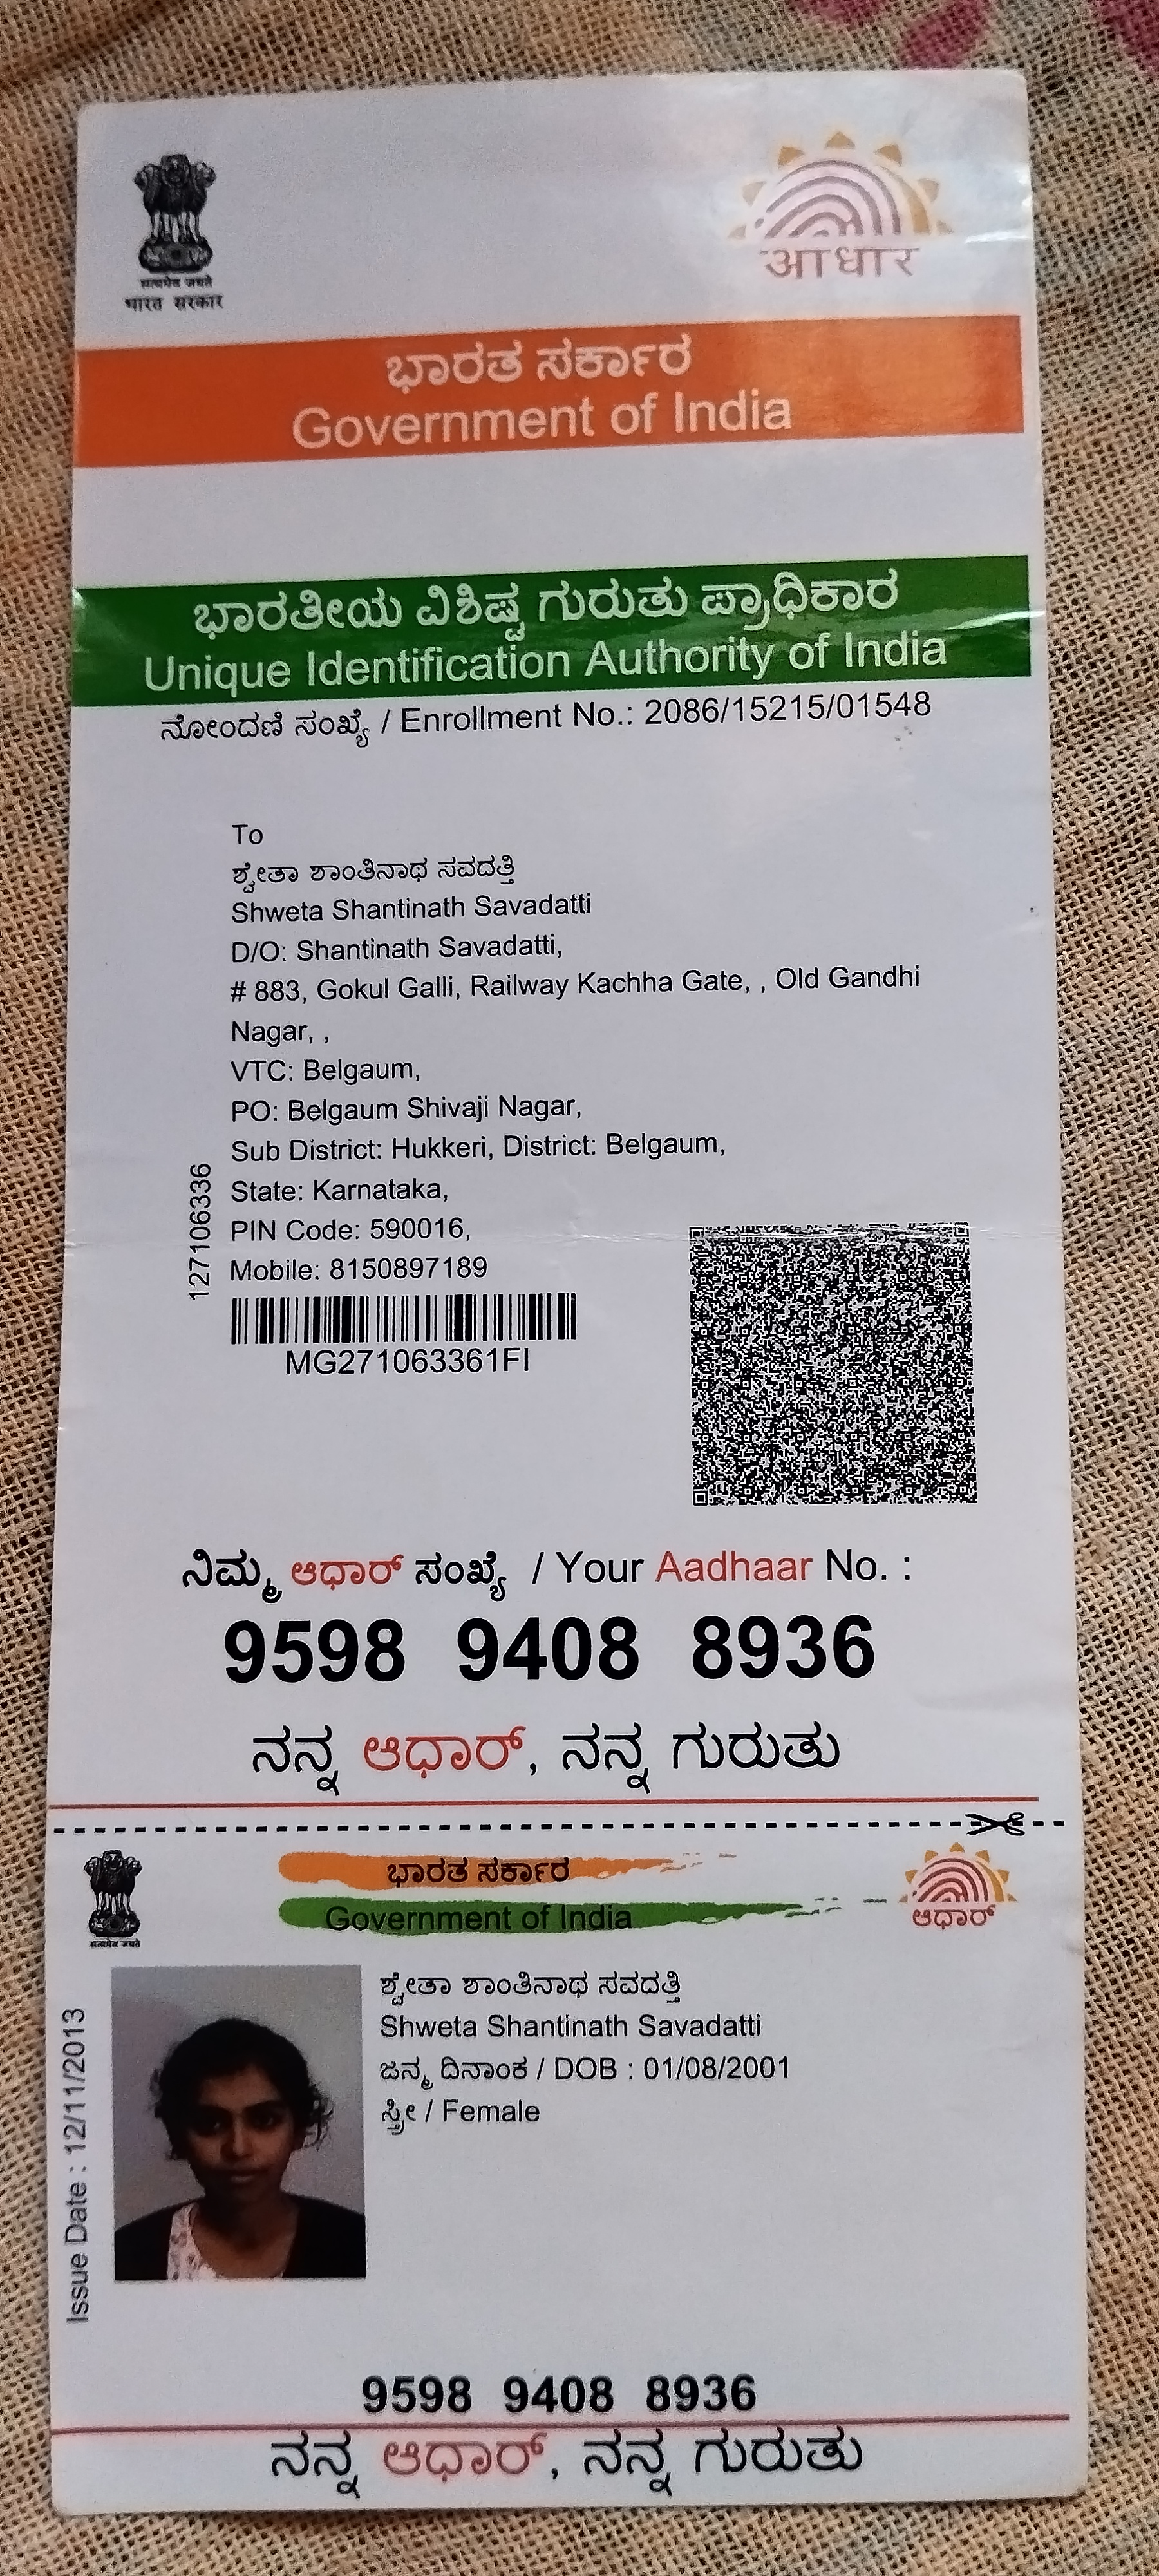 सत्यमेव जयते
भारत सरकार
आधार
ಭಾರತ ಸರ್ಕಾರ
Government of India
ಭಾರತೀಯ ವಿಶಿಷ್ಟ ಗುರುತು ಪ್ರಾಧಿಕಾರ
Unique Identification Authority of India
ನೋಂದಣಿ ಸಂಖ್ಯೆ / Enrollment No.: 2086/15215/01548
To
ಶ್ವೇತಾ ಶಾಂತಿನಾಥ ಸವದತ್ತಿ
Shweta Shantinath Savadatti
D/O: Shantinath Savadatti,
# 883, Gokul Galli, Railway Kachha Gate, , Old Gandhi
Nagar, ,
VTC: Belgaum,
PO: Belgaum Shivaji Nagar,
Sub District: Hukkeri, District: Belgaum,
State: Karnataka,
PIN Code: 590016,
Mobile: 8150897189
127106336
MG271063361FI
ನಿಮ್ಮ ಆಧಾರ್ ಸಂಖ್ಯೆ / Your Aadhaar No. :
9598 9408 8936
ನನ್ನ ಆಧಾರ್, ನನ್ನ ಗುರುತು
सत्यमेव जयते
ಭಾರತ ಸರ್ಕಾರ
Government of India
ಆಧಾರ್
ಶ್ವೇತಾ ಶಾಂತಿನಾಥ ಸವದತ್ತಿ
Shweta Shantinath Savadatti
ಜನ್ಮ ದಿನಾಂಕ / DOB : 01/08/2001
ಸ್ತ್ರೀ / Female
Issue Date : 12/11/2013
9598 9408 8936
ನನ್ನ ಆಧಾರ್, ನನ್ನ ಗುರುತು